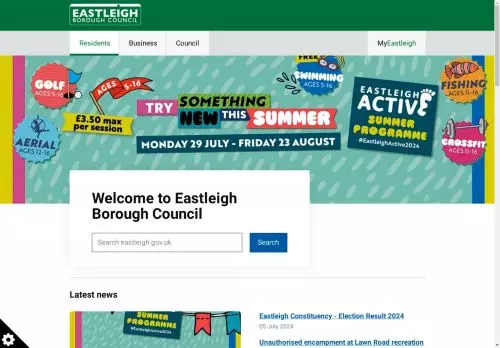 EASTLEIGH
BOROUGH COUNCIL
Residents
Business
Council
MyEastleigh
GOLF
AGES 5-16
AGES 5-16
£3.50 max
per session
AERIAL
AGES 12-16
TRY SOMETHING
NEW THIS SUMMER
MONDAY 29 JULY - FRIDAY 23 AUGUST
FREE
SWIMMING
AGES 5-16
EASTLEIGH
ACTIVE
SUMMER
PROGRAMME
#EastleighActive2024
FISHING
AGES 11-16
CROSSFIT
AGES 11-16
Welcome to Eastleigh
Borough Council
Search eastleigh.gov.uk
Search
Latest news
SUMMER
PROGRAMME
#EastleighActive2024
Eastleigh Constituency - Election Result 2024
05 July 2024
Unauthorised encampment at Lawn Road recreation